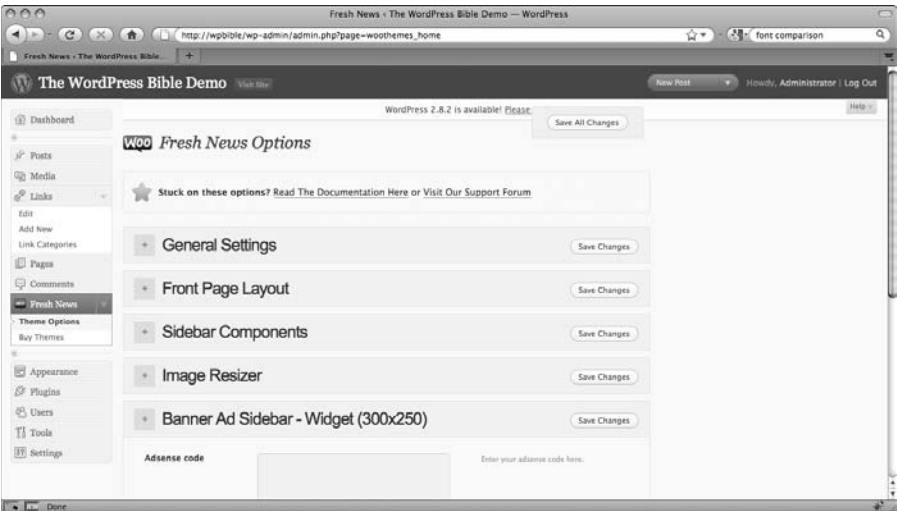 Fresh News ‹ The WordPress Bible Demo — WordPress
http://wpbible/wp-admin/admin.php?page=woothemes_home
font comparison
Fresh News ‹ The WordPress Bible...
The WordPress Bible Demo
Visit Site
New Post
Howdy, Administrator | Log Out
WordPress 2.8.2 is available! Please
Save All Changes
Help
Dashboard
Posts
Media
Links
Edit
Add New
Link Categories
Pages
Comments
Fresh News
Theme Options
Buy Themes
Appearance
Plugins
Users
Tools
Settings
WOO Fresh News Options
Stuck on these options? Read The Documentation Here or Visit Our Support Forum
+ General Settings
Save Changes
+ Front Page Layout
Save Changes
+ Sidebar Components
Save Changes
+ Image Resizer
Save Changes
+ Banner Ad Sidebar - Widget (300x250)
Save Changes
Adsense code
Enter your adsense code here.
Done